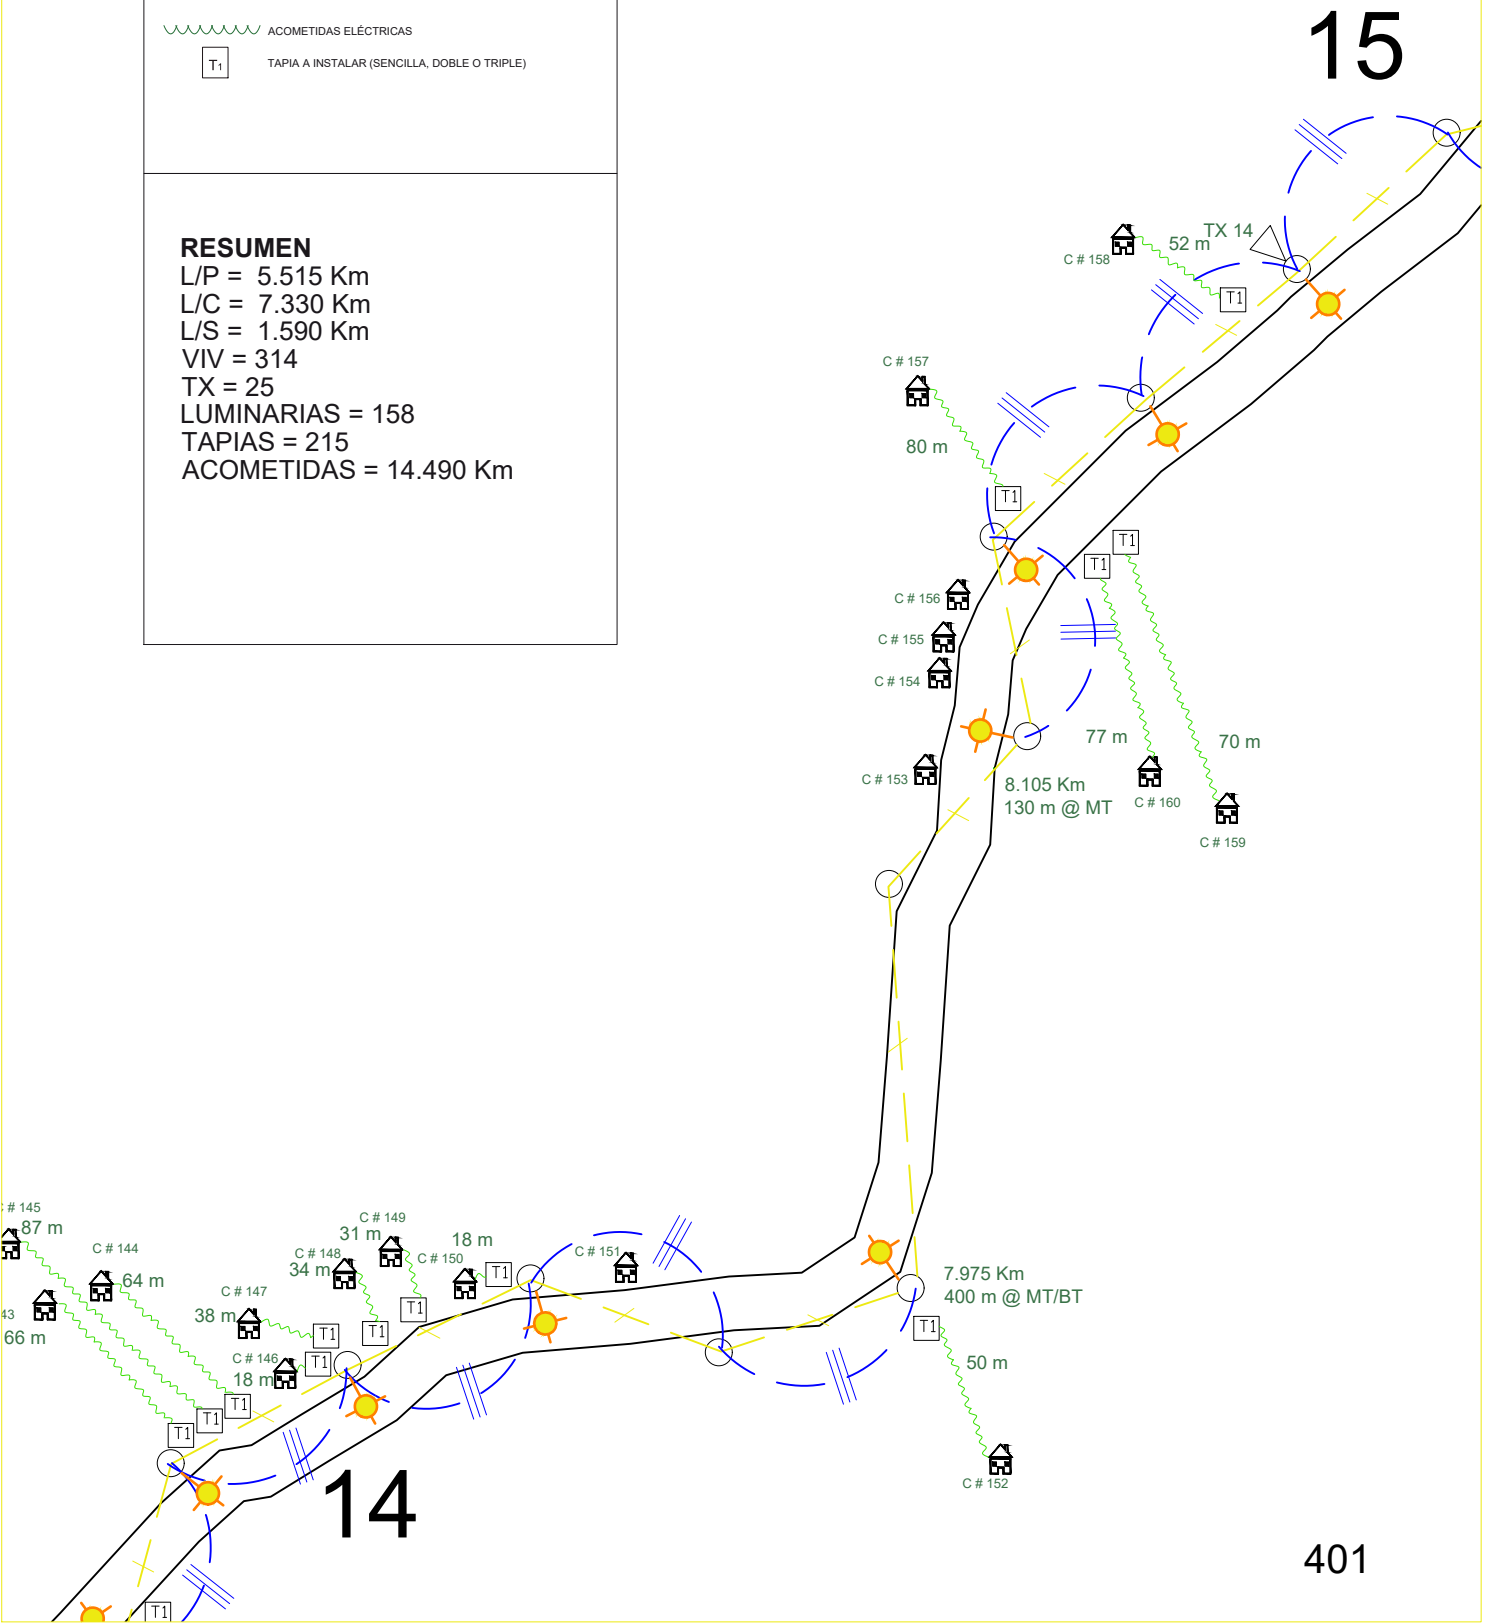 ACOMETIDAS ELÉCTRICAS
T1
TAPIA A INSTALAR (SENCILLA, DOBLE O TRIPLE)
RESUMEN
L/P = 5.515 Km
L/C = 7.330 Km
L/S = 1.590 Km
VIV = 314
TX = 25
LUMINARIAS = 158
TAPIAS = 215
ACOMETIDAS = 14.490 Km
15
TX 14
52 m
C # 158
T1
C # 157
80 m
T1
T1
T1
C # 156
C # 155
C # 154
77 m
70 m
C # 153
8.105 Km
130 m @ MT
C # 160
C # 159
# 145
87 m
C # 144
64 m
43
66 m
C # 149
31 m
C # 148
34 m
C # 150
18 m
T1
C # 151
C # 147
38 m
T1
T1
T1
C # 146
18 m
T1
T1
T1
T1
7.975 Km
400 m @ MT/BT
T1
50 m
C # 152
14
401
T1